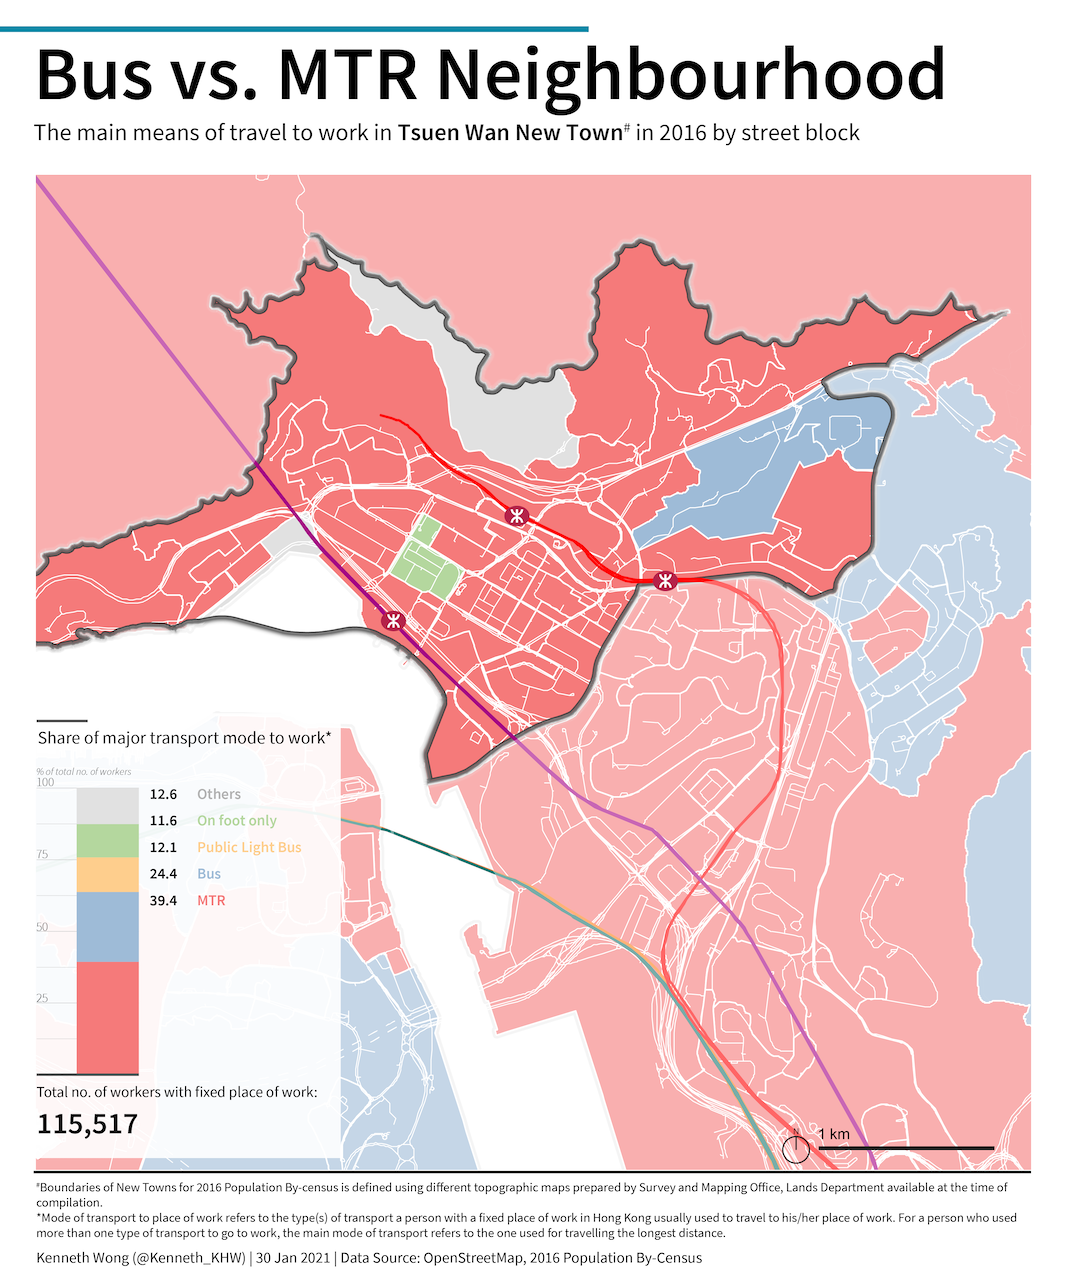 Bus vs. MTR Neighbourhood
The main means of travel to work in Tsuen Wan New Town# in 2016 by street block
Share of major transport mode to work*
% of total no. of workers
100
12.6 Others
11.6 On foot only
75
12.1 Public Light Bus
24.4 Bus
39.4 MTR
50
25
Total no. of workers with fixed place of work:
115,517
N
1 km
#Boundaries of New Towns for 2016 Population By-census is defined using different topographic maps prepared by Survey and Mapping Office, Lands Department available at the time of
compilation.
*Mode of transport to place of work refers to the type(s) of transport a person with a fixed place of work in Hong Kong usually used to travel to his/her place of work. For a person who used
more than one type of transport to go to work, the main mode of transport refers to the one used for travelling the longest distance.
Kenneth Wong (@Kenneth_KHW) | 30 Jan 2021 | Data Source: OpenStreetMap, 2016 Population By-Census